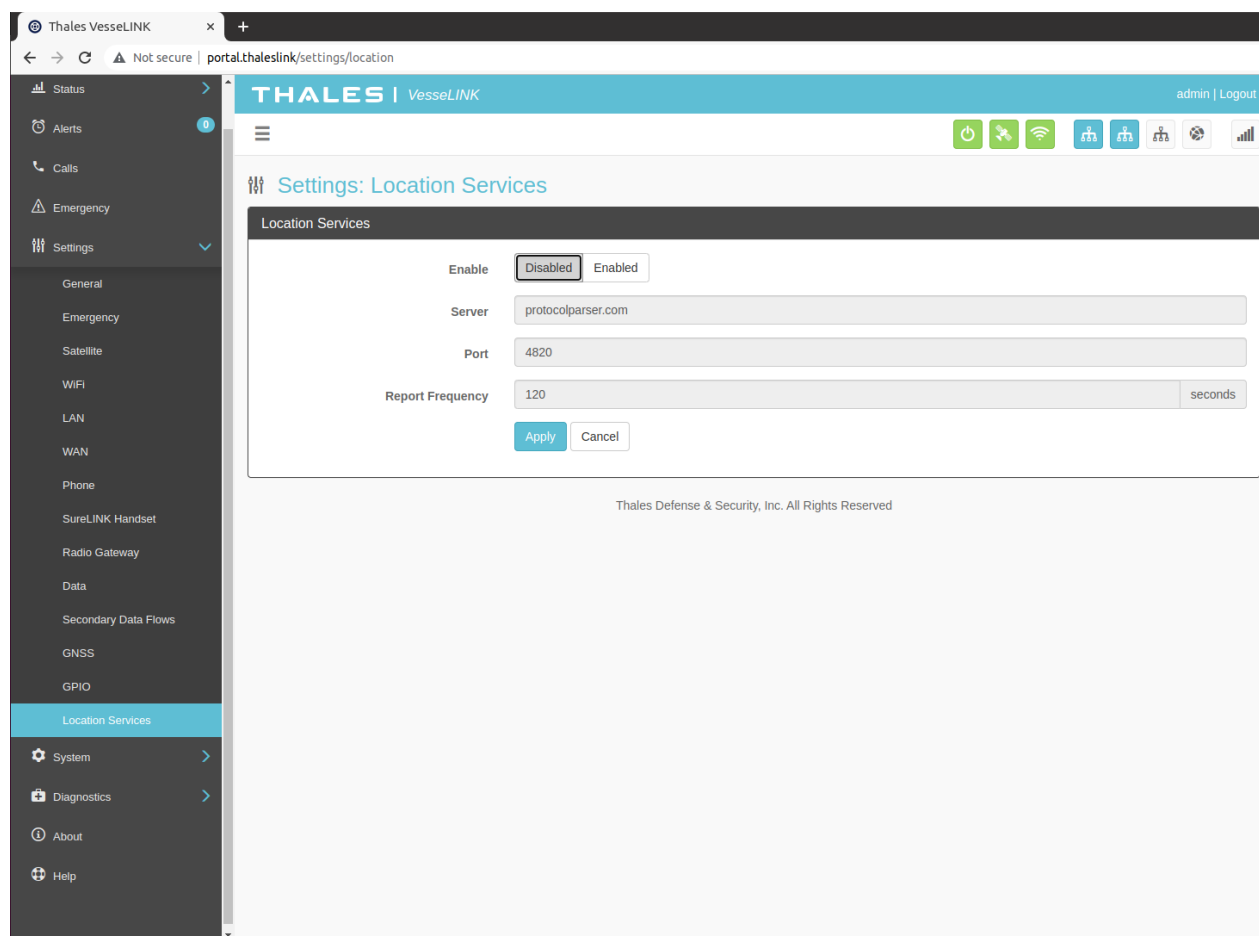 Thales VesseLINK × +
Not secure | portal.thaleslink/settings/location
Status
Alerts 0
Calls
Emergency
Settings
General
Emergency
Satellite
WiFi
LAN
WAN
Phone
SureLINK Handset
Radio Gateway
Data
Secondary Data Flows
GNSS
GPIO
Location Services
System
Diagnostics
About
Help
THALES | VesseLINK
admin | Logout
Settings: Location Services
Location Services
Enable Disabled Enabled
Server protocolparser.com
Port 4820
Report Frequency 120 seconds
Apply Cancel
Thales Defense & Security, Inc. All Rights Reserved